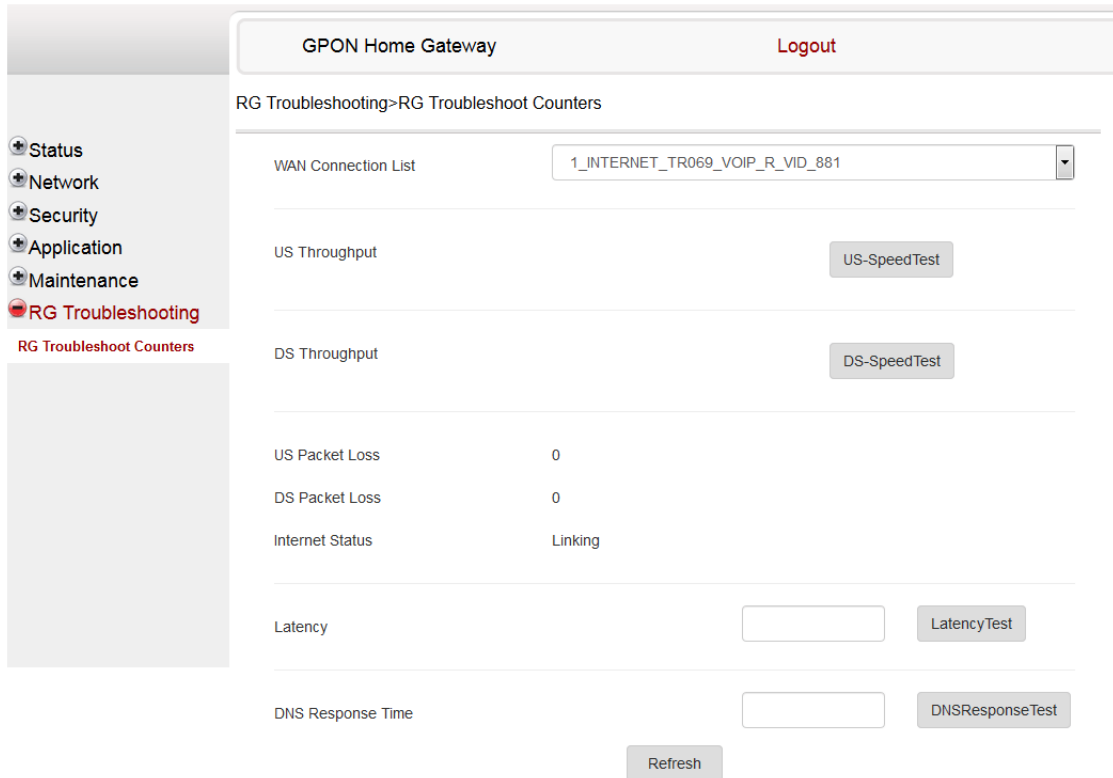 GPON Home Gateway Logout
RG Troubleshooting>RG Troubleshoot Counters
Status
Network
Security
Application
Maintenance
RG Troubleshooting
RG Troubleshoot Counters
WAN Connection List 1_INTERNET_TR069_VOIP_R_VID_881
US Throughput US-SpeedTest
DS Throughput DS-SpeedTest
US Packet Loss 0
DS Packet Loss 0
Internet Status Linking
Latency LatencyTest
DNS Response Time DNSResponseTest
Refresh